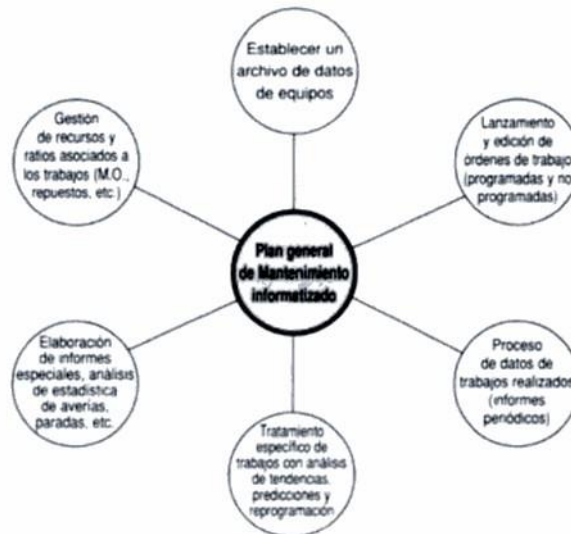 Establecer un
archivo de datos
de equipos
Gestión
de recursos y
ratios asociados a
los trabajos (M.O.,
repuestos, etc.)
Lanzamiento
y edición de
órdenes de trabajo
(programadas y no
programadas)
Plan general
de Mantenimiento
informatizado
Elaboración
de informes
especiales, análisis
de estadística
de averías,
paradas, etc.
Proceso
de datos de
trabajos realizados
(informes
periódicos)
Tratamiento
específico de
trabajos con análisis
de tendencias,
predicciones y
reprogramación